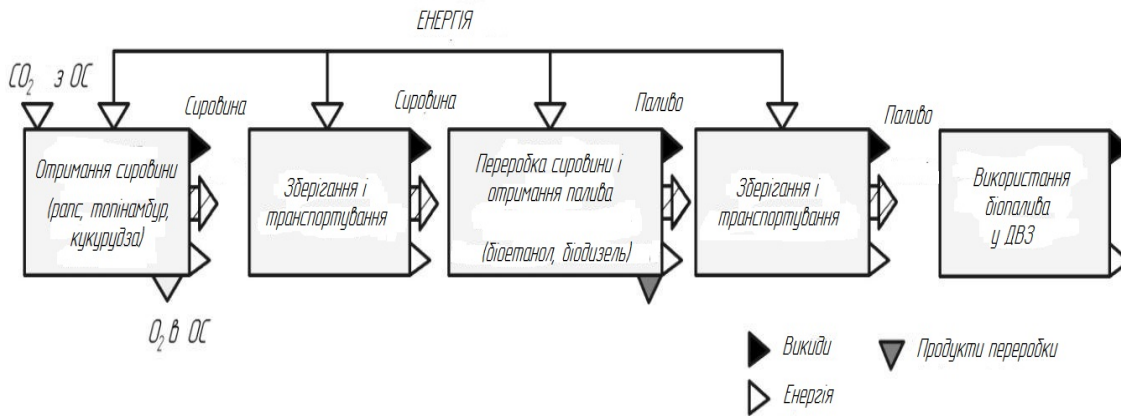 ЕНЕРГІЯ
CO₂ з ОС
Сировина
Сировина
Паливо
Паливо
Отримання сировини
(рапс, топінамбур,
кукурудза)
Зберігання і
транспортування
Переробка сировини і
отримання палива
(біоетанол, біодизель)
Зберігання і
транспортування
Використання
біопалива
у ДВЗ
O₂ в ОС
Викиди
Продукти переробки
Енергія